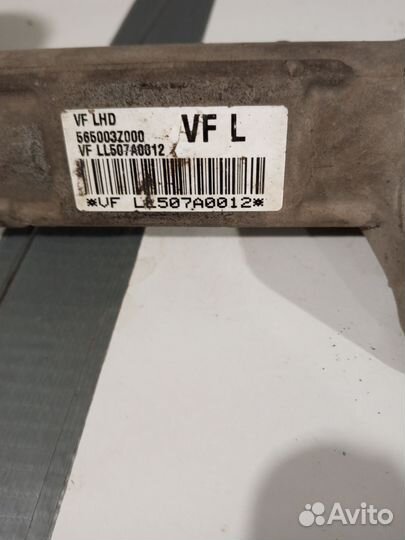 VF LHD
565003Z000
VF L
VF LL507A0012
*VF LL507A0012*
Avito